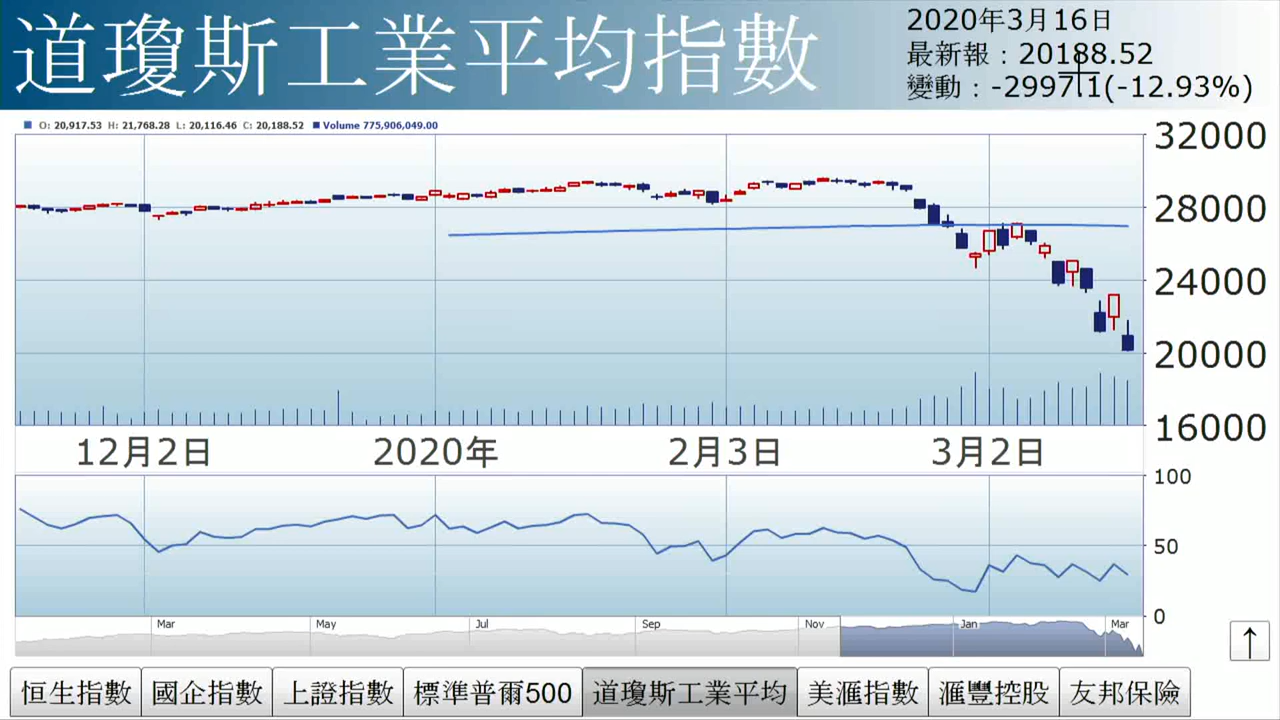 道瓊斯工業平均指數
2020年3月16日
最新報：20188.52
變動：-2997.1(-12.93%)
O: 20,917.53 H: 21,768.28 L: 20,116.46 C: 20,188.52 Volume 775,906,049.00
32000
28000
24000
20000
16000
12月2日 2020年 2月3日 3月2日
100
50
0
Mar May Jul Sep Nov Jan Mar
↑
恒生指數 國企指數 上證指數 標準普爾500 道瓊斯工業平均 美滙指數 滙豐控股 友邦保險